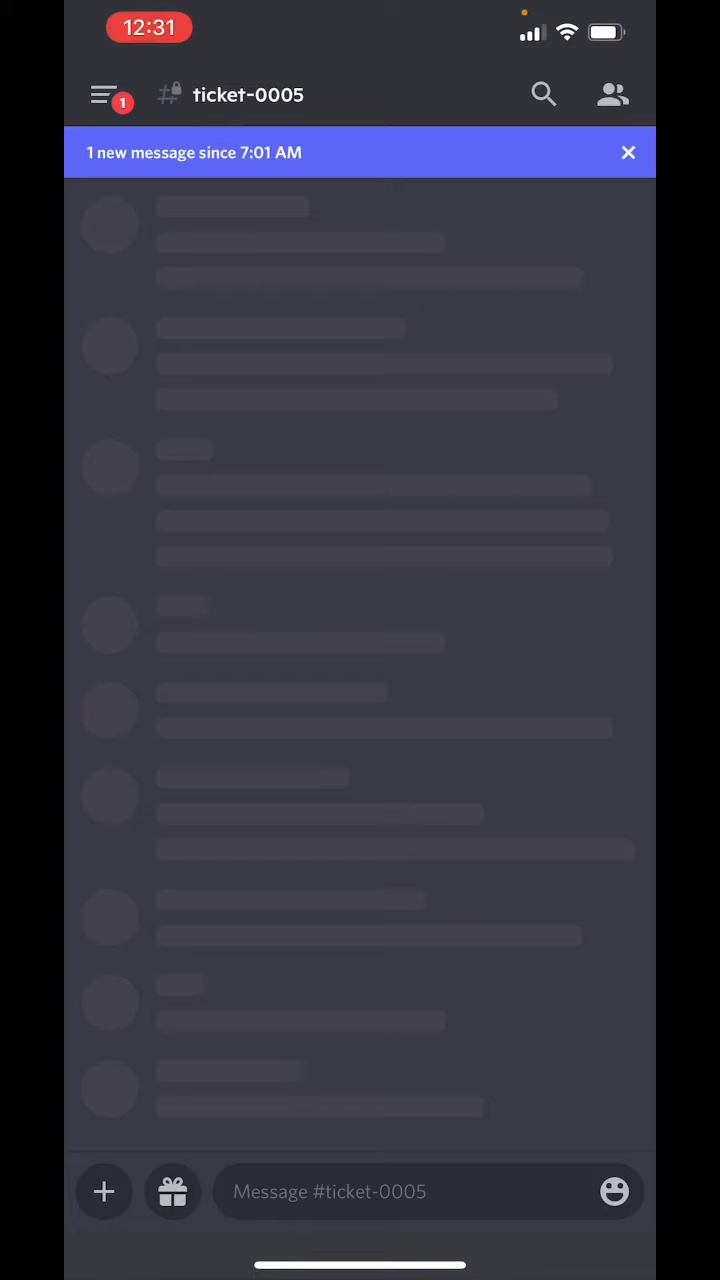 12:31
1
ticket-0005
1 new message since 7:01 AM
Message #ticket-0005